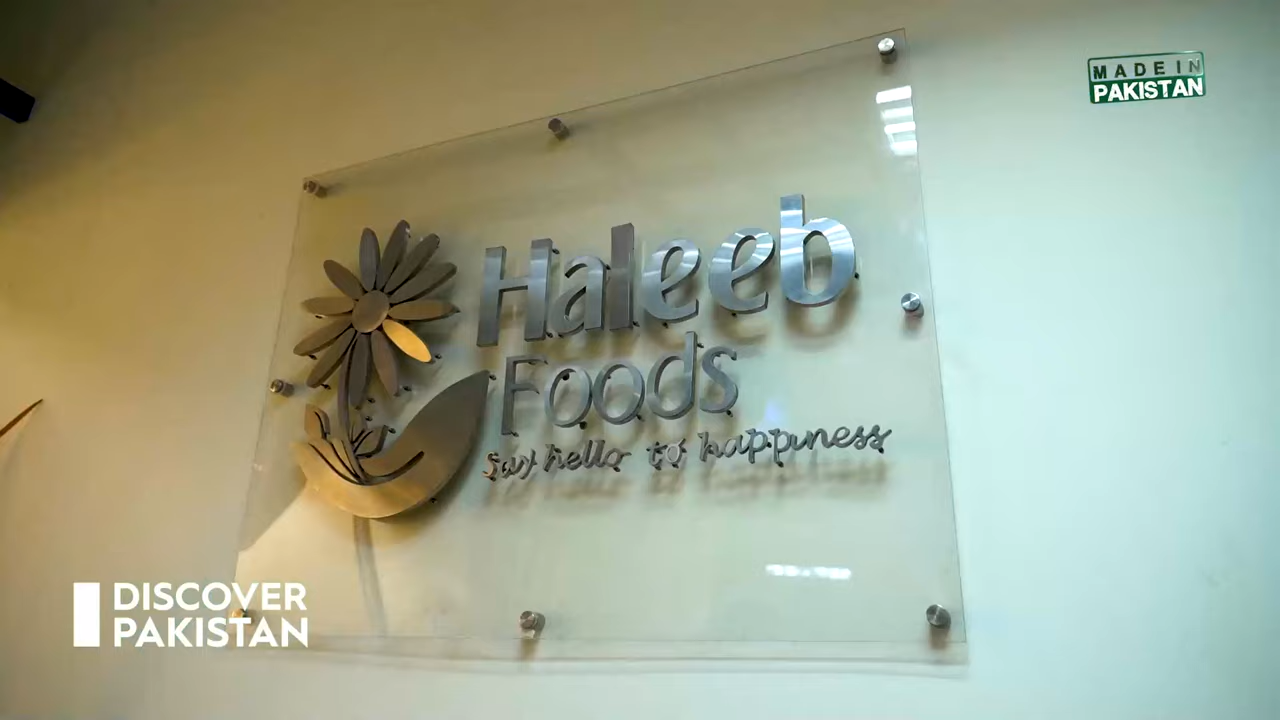 MADE IN
PAKISTAN
Haleeb
Foods
Say hello to happiness
DISCOVER
PAKISTAN